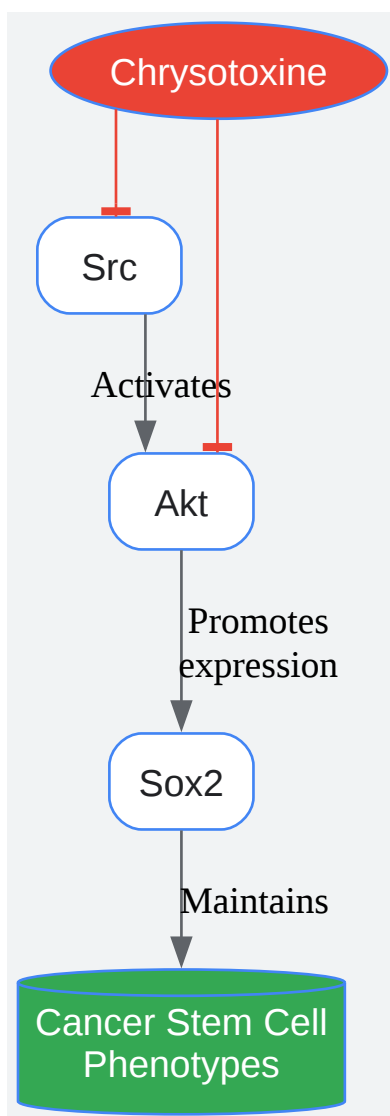 Chrysotoxine
Src
Activates
Akt
Promotes
expression
Sox2
Maintains
Cancer Stem Cell
Phenotypes